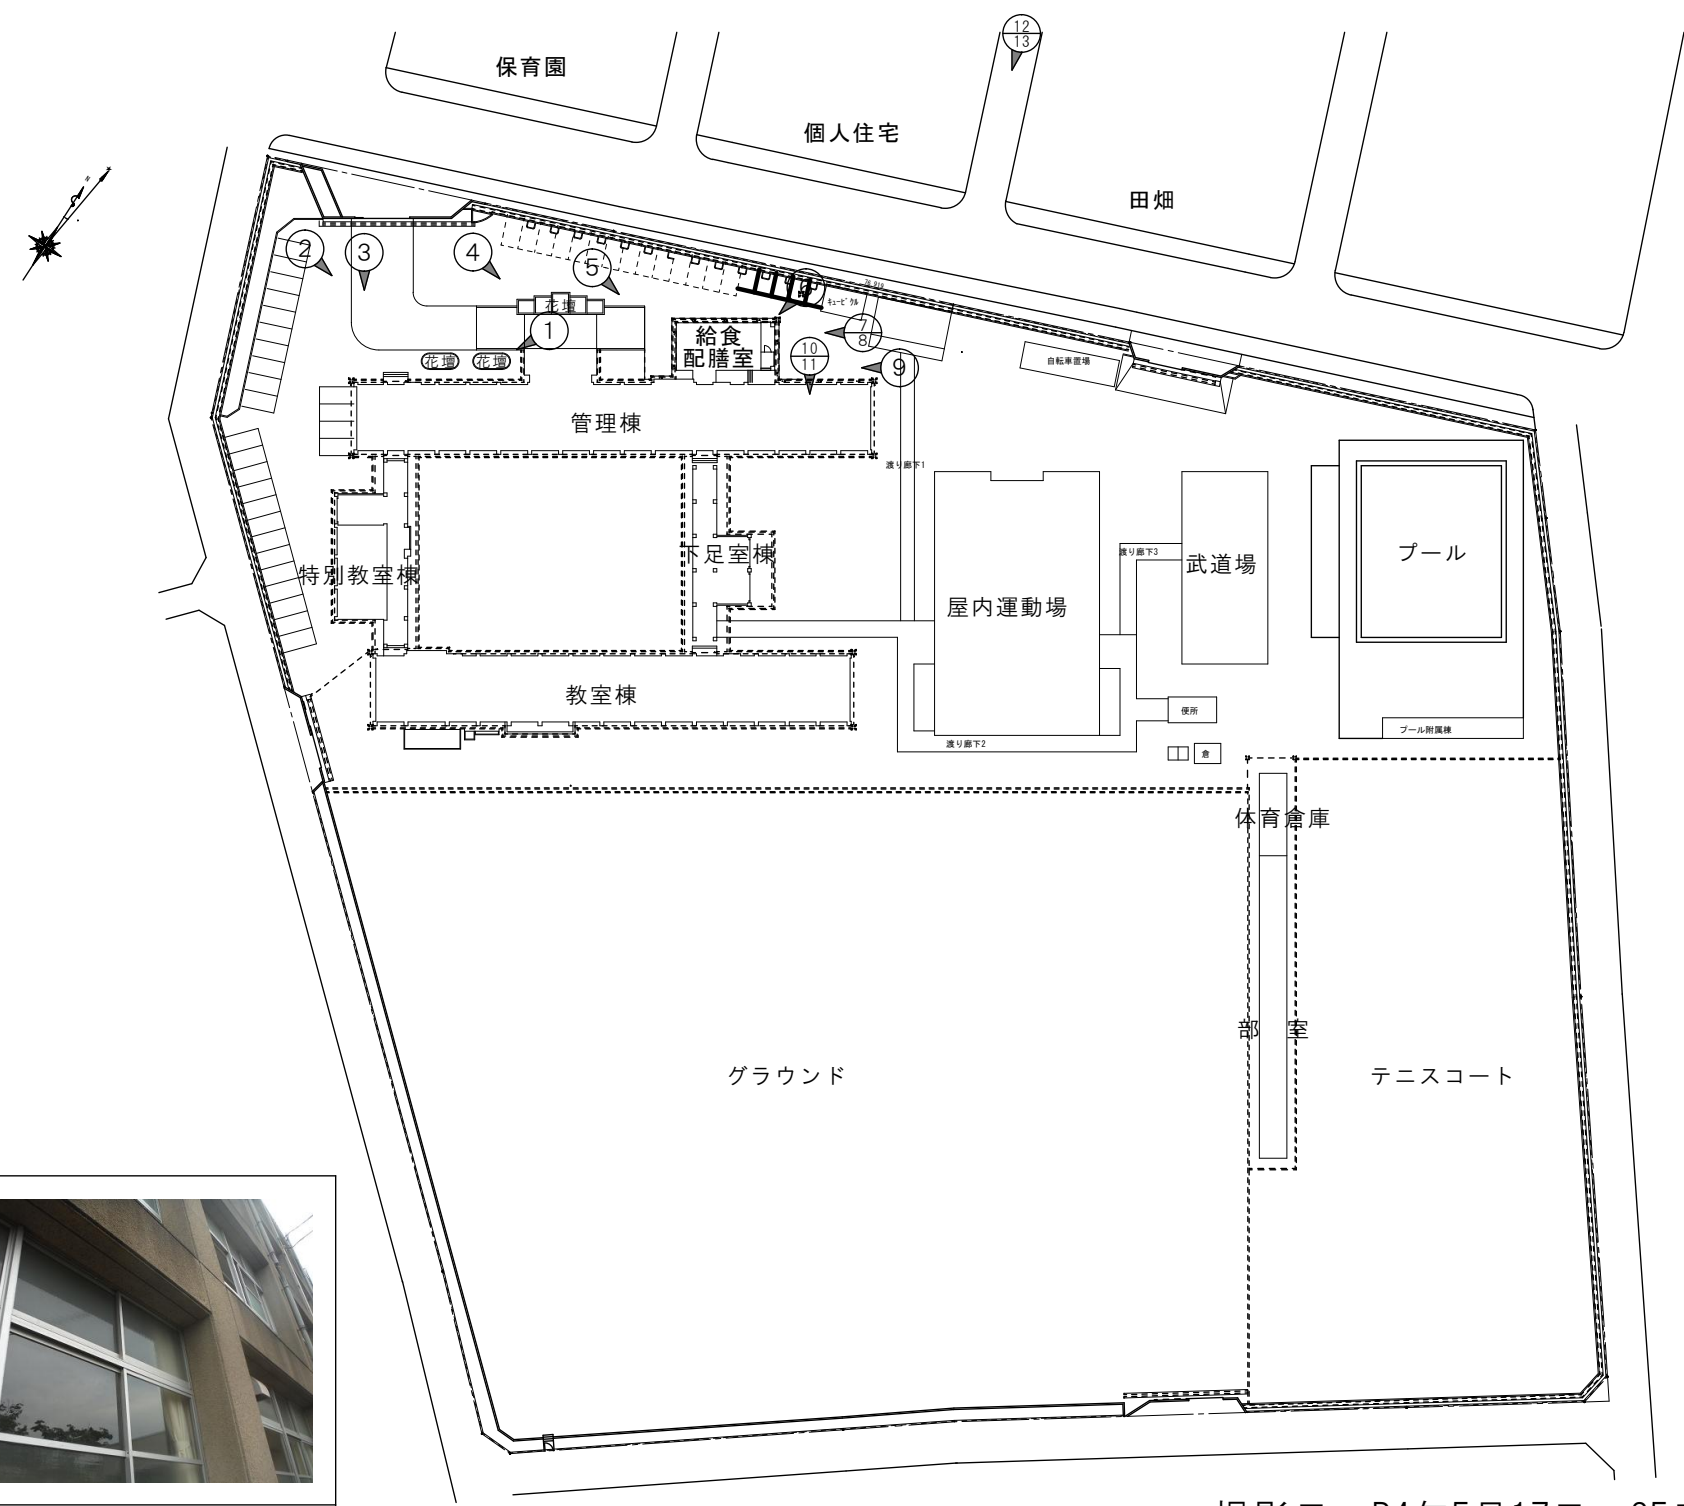 12
13
保育園
個人住宅
田畑
N
2
3
4
5
6
花壇
1
花壇
花壇
給食
配膳室
ｷｭｰﾋﾞｸﾙ
7
8
10
11
9
自転車置場
管理棟
渡り廊下1
特別教室棟
下足室棟
屋内運動場
渡り廊下3
武道場
プール
教室棟
便所
渡り廊下2
倉
プール附属棟
体育倉庫
部 室
グラウンド
テニスコート